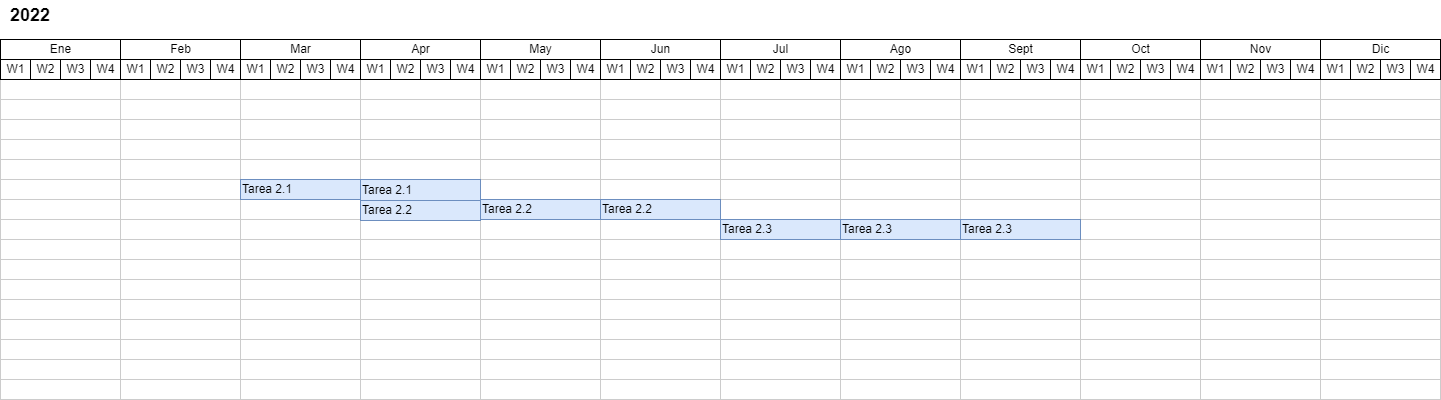 2022
Ene Feb Mar Apr May Jun Jul Ago Sept Oct Nov Dic
W1 W2 W3 W4 W1 W2 W3 W4 W1 W2 W3 W4 W1 W2 W3 W4 W1 W2 W3 W4 W1 W2 W3 W4 W1 W2 W3 W4 W1 W2 W3 W4 W1 W2 W3 W4 W1 W2 W3 W4 W1 W2 W3 W4 W1 W2 W3 W4
Tarea 2.1 Tarea 2.1
Tarea 2.2 Tarea 2.2 Tarea 2.2
Tarea 2.3 Tarea 2.3 Tarea 2.3